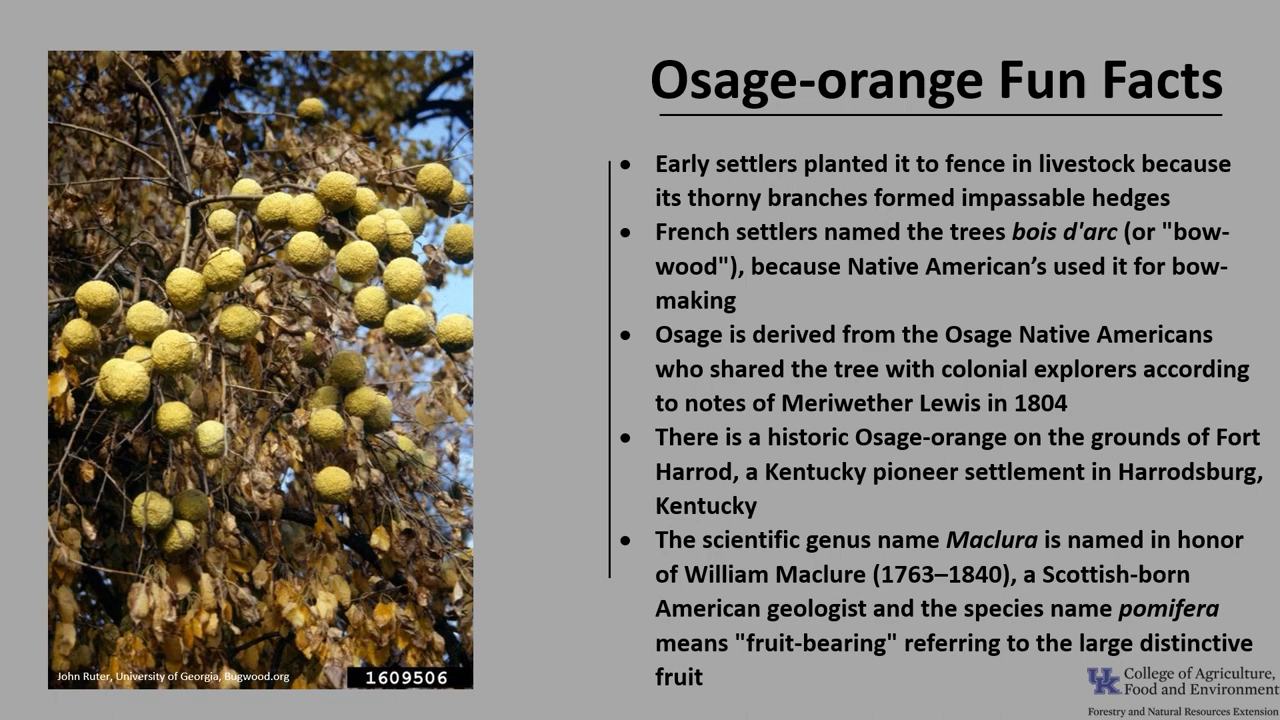 Osage-orange Fun Facts
• Early settlers planted it to fence in livestock because
its thorny branches formed impassable hedges
• French settlers named the trees bois d'arc (or "bow-
wood"), because Native American’s used it for bow-
making
• Osage is derived from the Osage Native Americans
who shared the tree with colonial explorers according
to notes of Meriwether Lewis in 1804
• There is a historic Osage-orange on the grounds of Fort
Harrod, a Kentucky pioneer settlement in Harrodsburg,
Kentucky
• The scientific genus name Maclura is named in honor
of William Maclure (1763–1840), a Scottish-born
American geologist and the species name pomifera
means "fruit-bearing" referring to the large distinctive
fruit
John Ruter, University of Georgia, Bugwood.org
1609506
UK College of Agriculture,
Food and Environment
Forestry and Natural Resources Extension